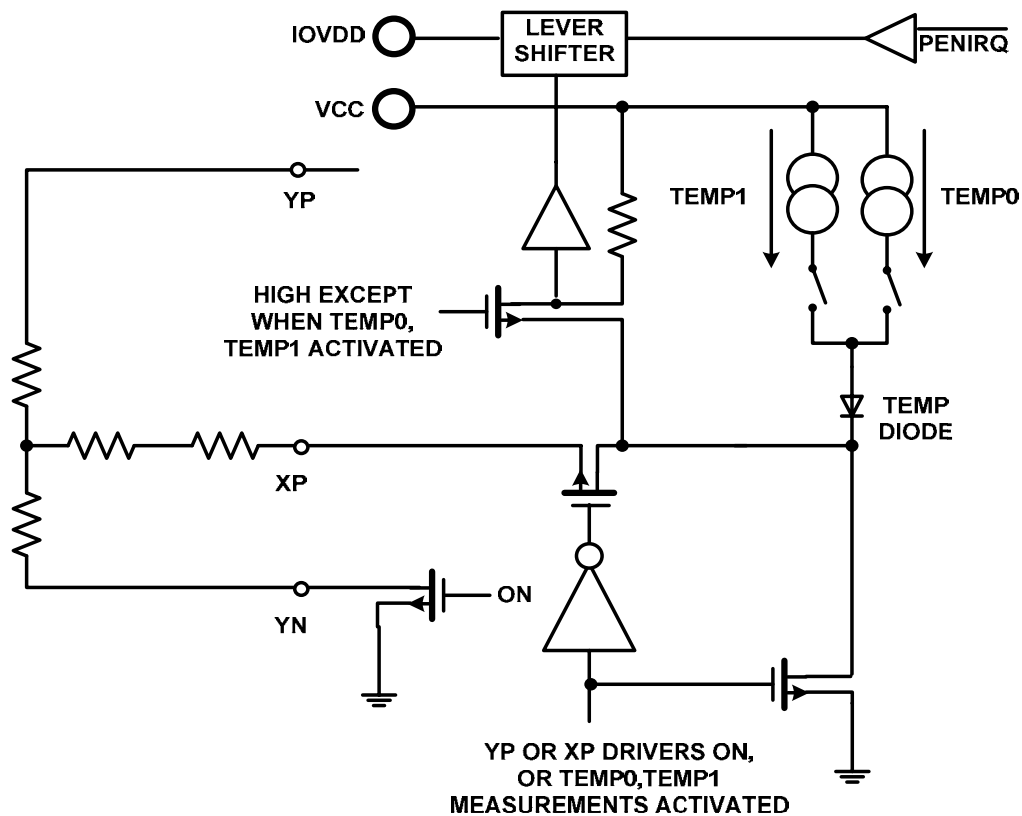 IOVDD
LEVER
SHIFTER
PENIRQ
VCC
YP
TEMP1
TEMP0
HIGH EXCEPT
WHEN TEMP0,
TEMP1 ACTIVATED
TEMP
DIODE
XP
YN
ON
YP OR XP DRIVERS ON,
OR TEMP0,TEMP1
MEASUREMENTS ACTIVATED